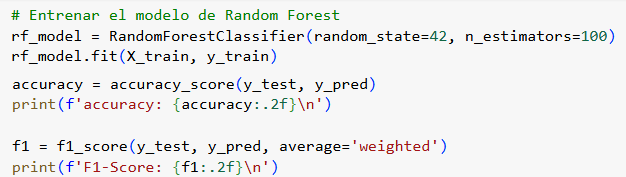 # Entrenar el modelo de Random Forest
rf_model = RandomForestClassifier(random_state=42, n_estimators=100)
rf_model.fit(X_train, y_train)
accuracy = accuracy_score(y_test, y_pred)
print(f'accuracy: {accuracy:.2f}\n')
f1 = f1_score(y_test, y_pred, average='weighted')
print(f'F1-Score: {f1:.2f}\n')